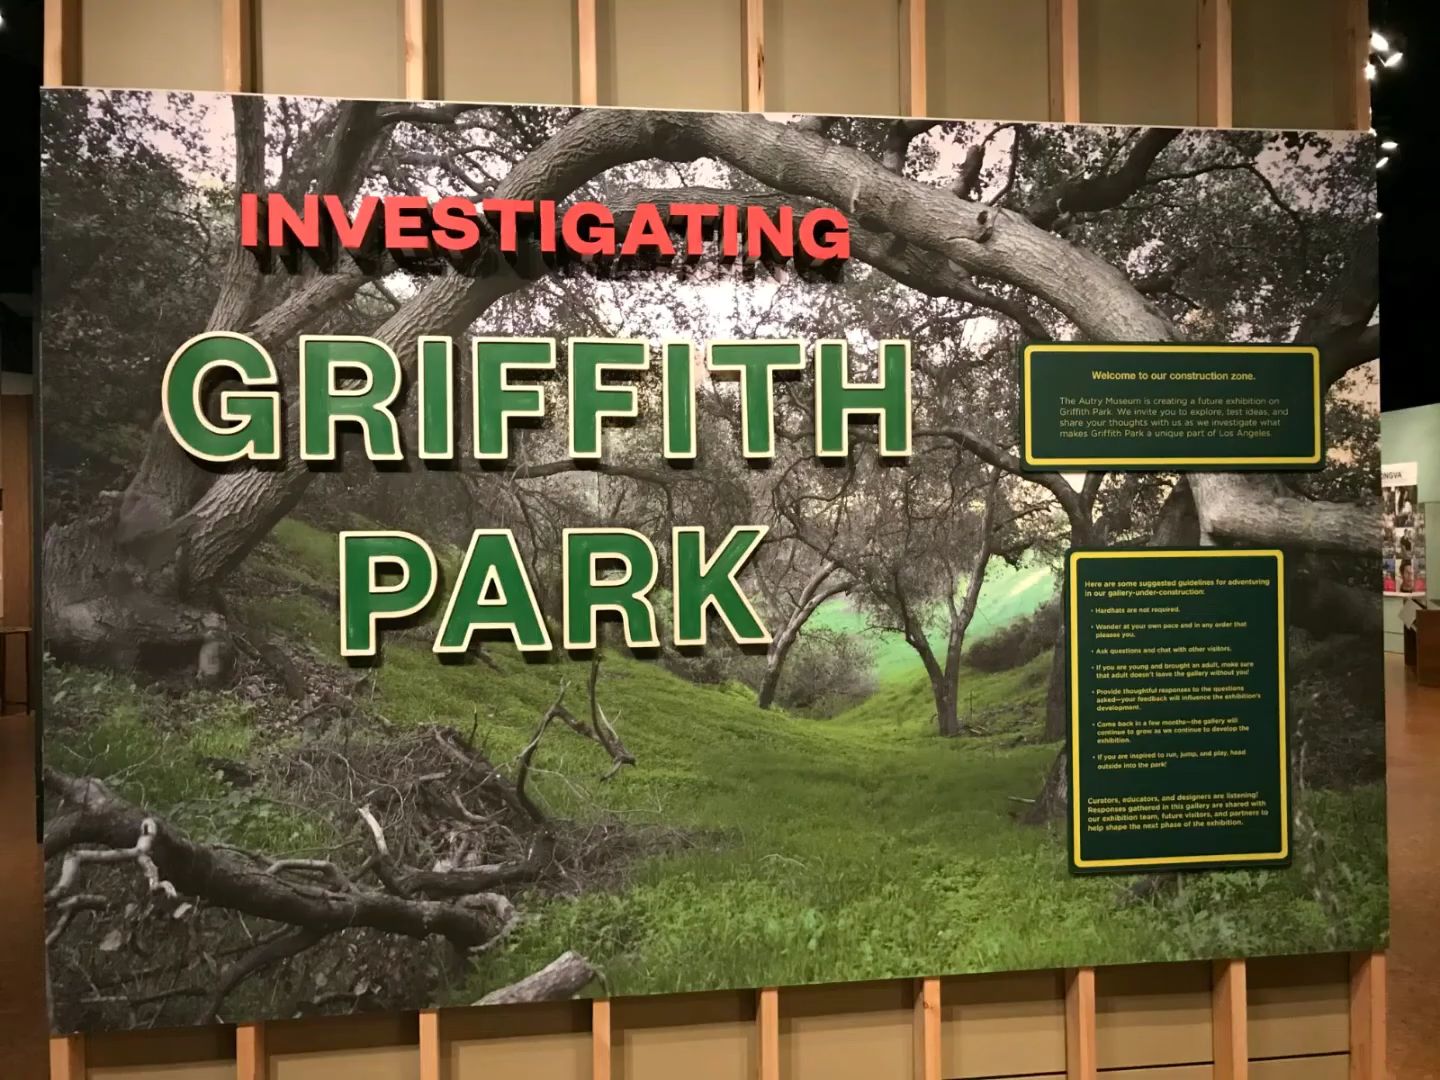 INVESTIGATING
GRIFFITH
PARK
Welcome to our construction zone.
The Autry Museum is creating a future exhibition on
Griffith Park. We invite you to explore, test ideas, and
share your thoughts with us as we investigate what
makes Griffith Park a unique part of Los Angeles.
Here are some suggested guidelines for adventuring
in our gallery-under-construction:
• Hardhats are not required.
• Wander at your own pace and in any order that
pleases you.
• Ask questions and chat with other visitors.
• If you are young and brought an adult, make sure
that adult doesn't leave the gallery without you!
• Provide thoughtful responses to the questions
asked—your feedback will influence the exhibition's
development.
• Come back in a few months—the gallery will
continue to grow as we continue to develop the
exhibition.
• If you are inspired to run, jump, and play, head
outside into the park!
Curators, educators, and designers are listening!
Responses gathered in this gallery are shared with
our exhibition team, future visitors, and partners to
help shape the next phase of the exhibition.